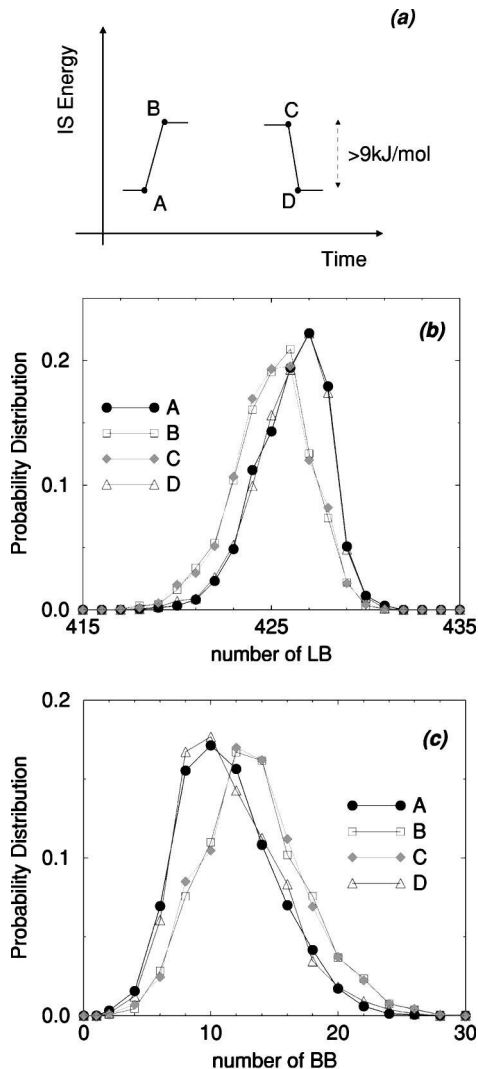 (a)
IS Energy
B
C
>9kJ/mol
A
D
Time
(b)
Probability Distribution
0.2
0.1
0.0
A
B
C
D
415
425
435
number of LB
(c)
Probability Distribution
0.2
0.1
0.0
A
B
C
D
0
10
20
30
number of BB